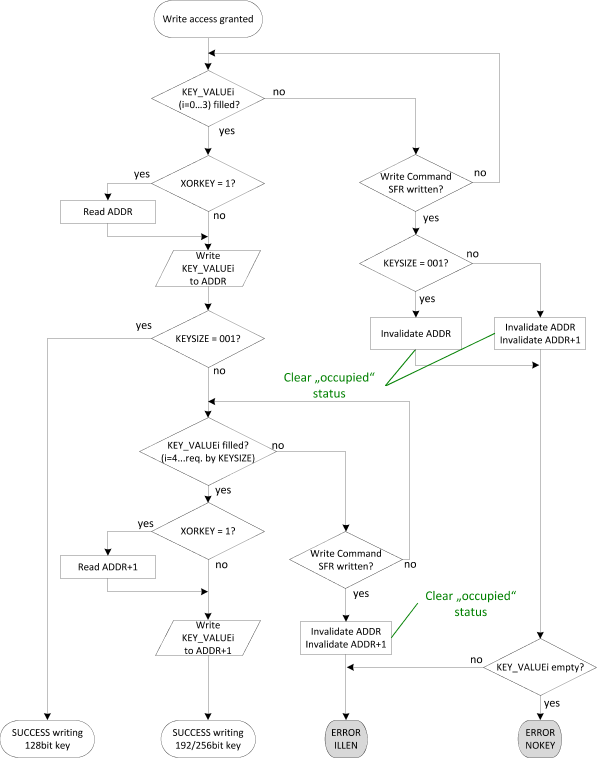 Write access granted
KEY_VALUEi
(i=0...3) filled?
no
yes
yes
XORKEY = 1?
no
Read ADDR
Write Command
SFR written?
no
yes
Write
KEY_VALUEi
to ADDR
KEYSIZE = 001?
no
yes
yes
KEYSIZE = 001?
no
Invalidate ADDR
Invalidate ADDR
Invalidate ADDR+1
Clear „occupied“
status
KEY_VALUEi filled?
(i=4...req. by KEYSIZE)
no
yes
yes
XORKEY = 1?
no
Read ADDR+1
Write Command
SFR written?
no
yes
Clear „occupied“
status
Write
KEY_VALUEi
to ADDR+1
Invalidate ADDR
Invalidate ADDR+1
no
KEY_VALUEi empty?
yes
SUCCESS writing
128bit key
SUCCESS writing
192/256bit key
ERROR
ILLEN
ERROR
NOKEY